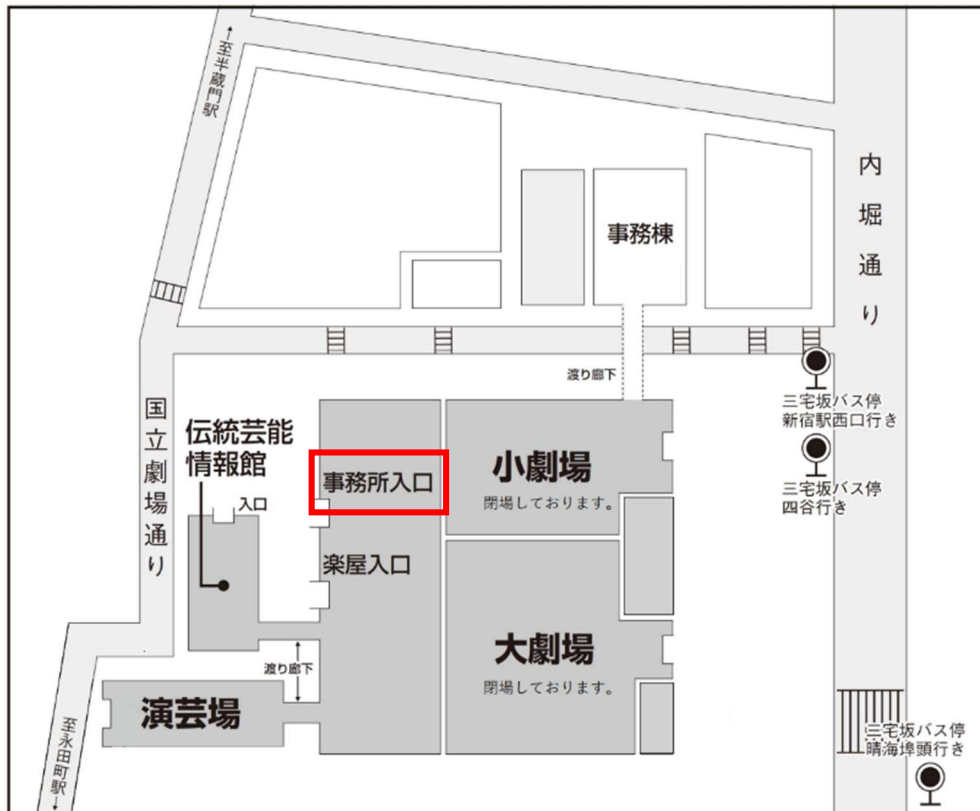 ←至半蔵門駅
内堀通り
事務棟
渡り廊下
三宅坂バス停
新宿駅西口行き
国立劇場通り
伝統芸能
情報館
入口
事務所入口
小劇場
閉場しております。
三宅坂バス停
四谷行き
楽屋入口
大劇場
閉場しております。
渡り廊下
演芸場
至永田町駅→
三宅坂バス停
晴海埠頭行き